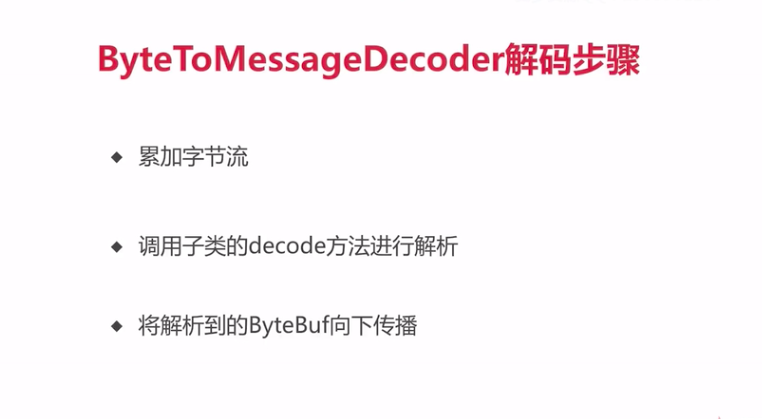 ByteToMessageDecoder解码步骤
累加字节流
调用子类的decode方法进行解析
将解析到的ByteBuf向下传播